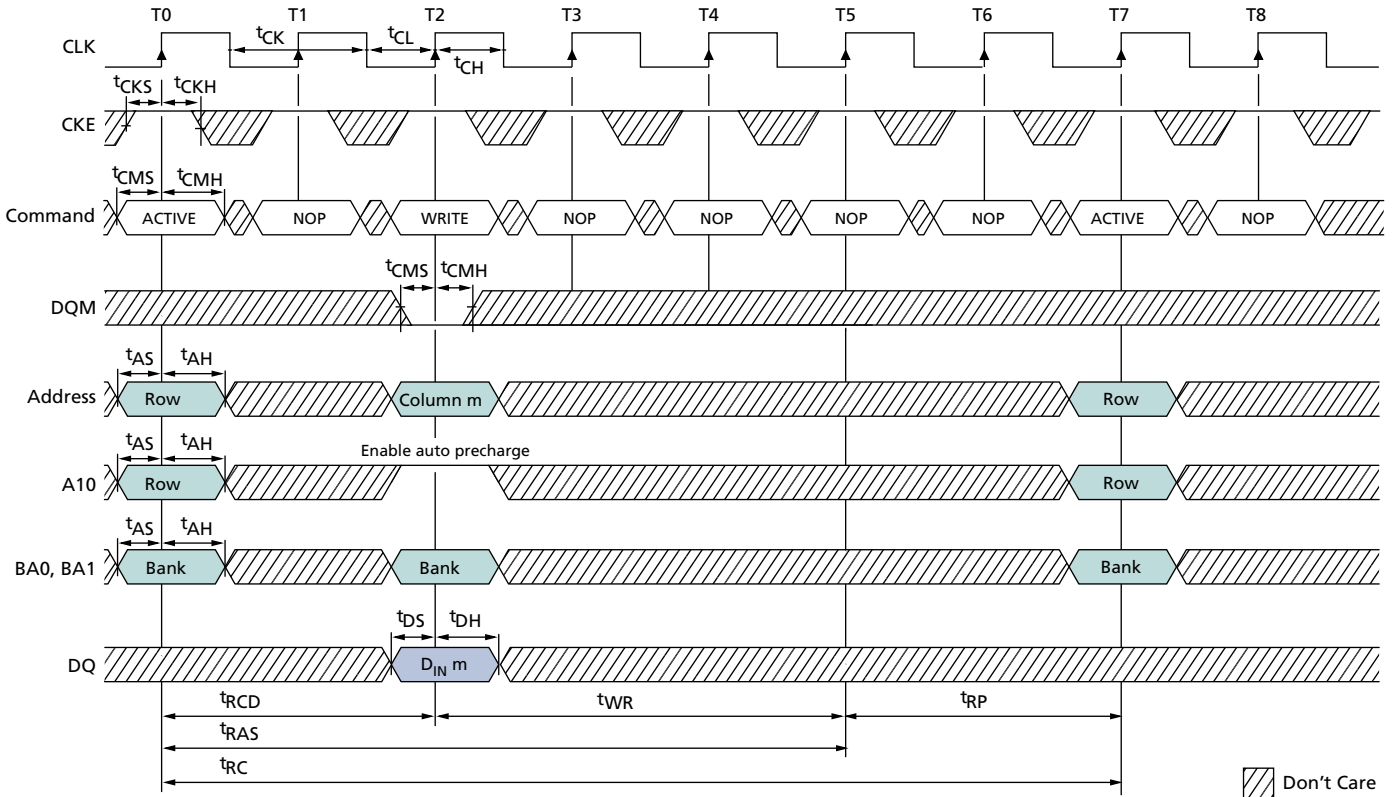 T0 T1 T2 T3 T4 T5 T6 T7 T8
CLK tCK tCL
tCH
tCKS tCKH
CKE
tCMS tCMH
Command ACTIVE NOP WRITE NOP NOP NOP NOP ACTIVE NOP
tCMS tCMH
DQM
tAS tAH
Address Row Column m Row
tAS tAH Enable auto precharge
A10 Row Row
tAS tAH
BA0, BA1 Bank Bank Bank
tDS tDH
DQ DIN m
tRCD tWR tRP
tRAS
tRC
Don't Care